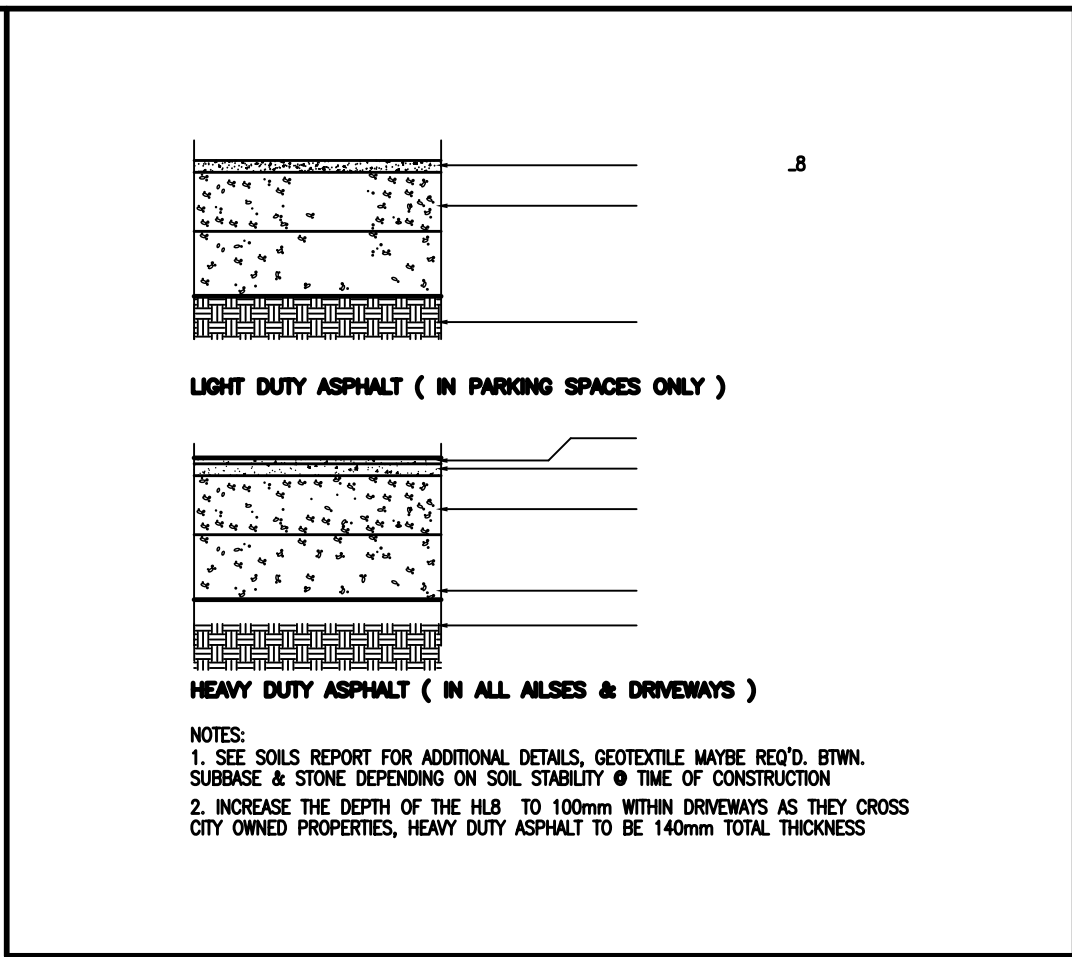 _8
LIGHT DUTY ASPHALT ( IN PARKING SPACES ONLY )
HEAVY DUTY ASPHALT ( IN ALL AILSES & DRIVEWAYS )
NOTES:
1. SEE SOILS REPORT FOR ADDITIONAL DETAILS, GEOTEXTILE MAYBE REQ'D. BTWN.
SUBBASE & STONE DEPENDING ON SOIL STABILITY @ TIME OF CONSTRUCTION
2. INCREASE THE DEPTH OF THE HL8 TO 100mm WITHIN DRIVEWAYS AS THEY CROSS
CITY OWNED PROPERTIES, HEAVY DUTY ASPHALT TO BE 140mm TOTAL THICKNESS